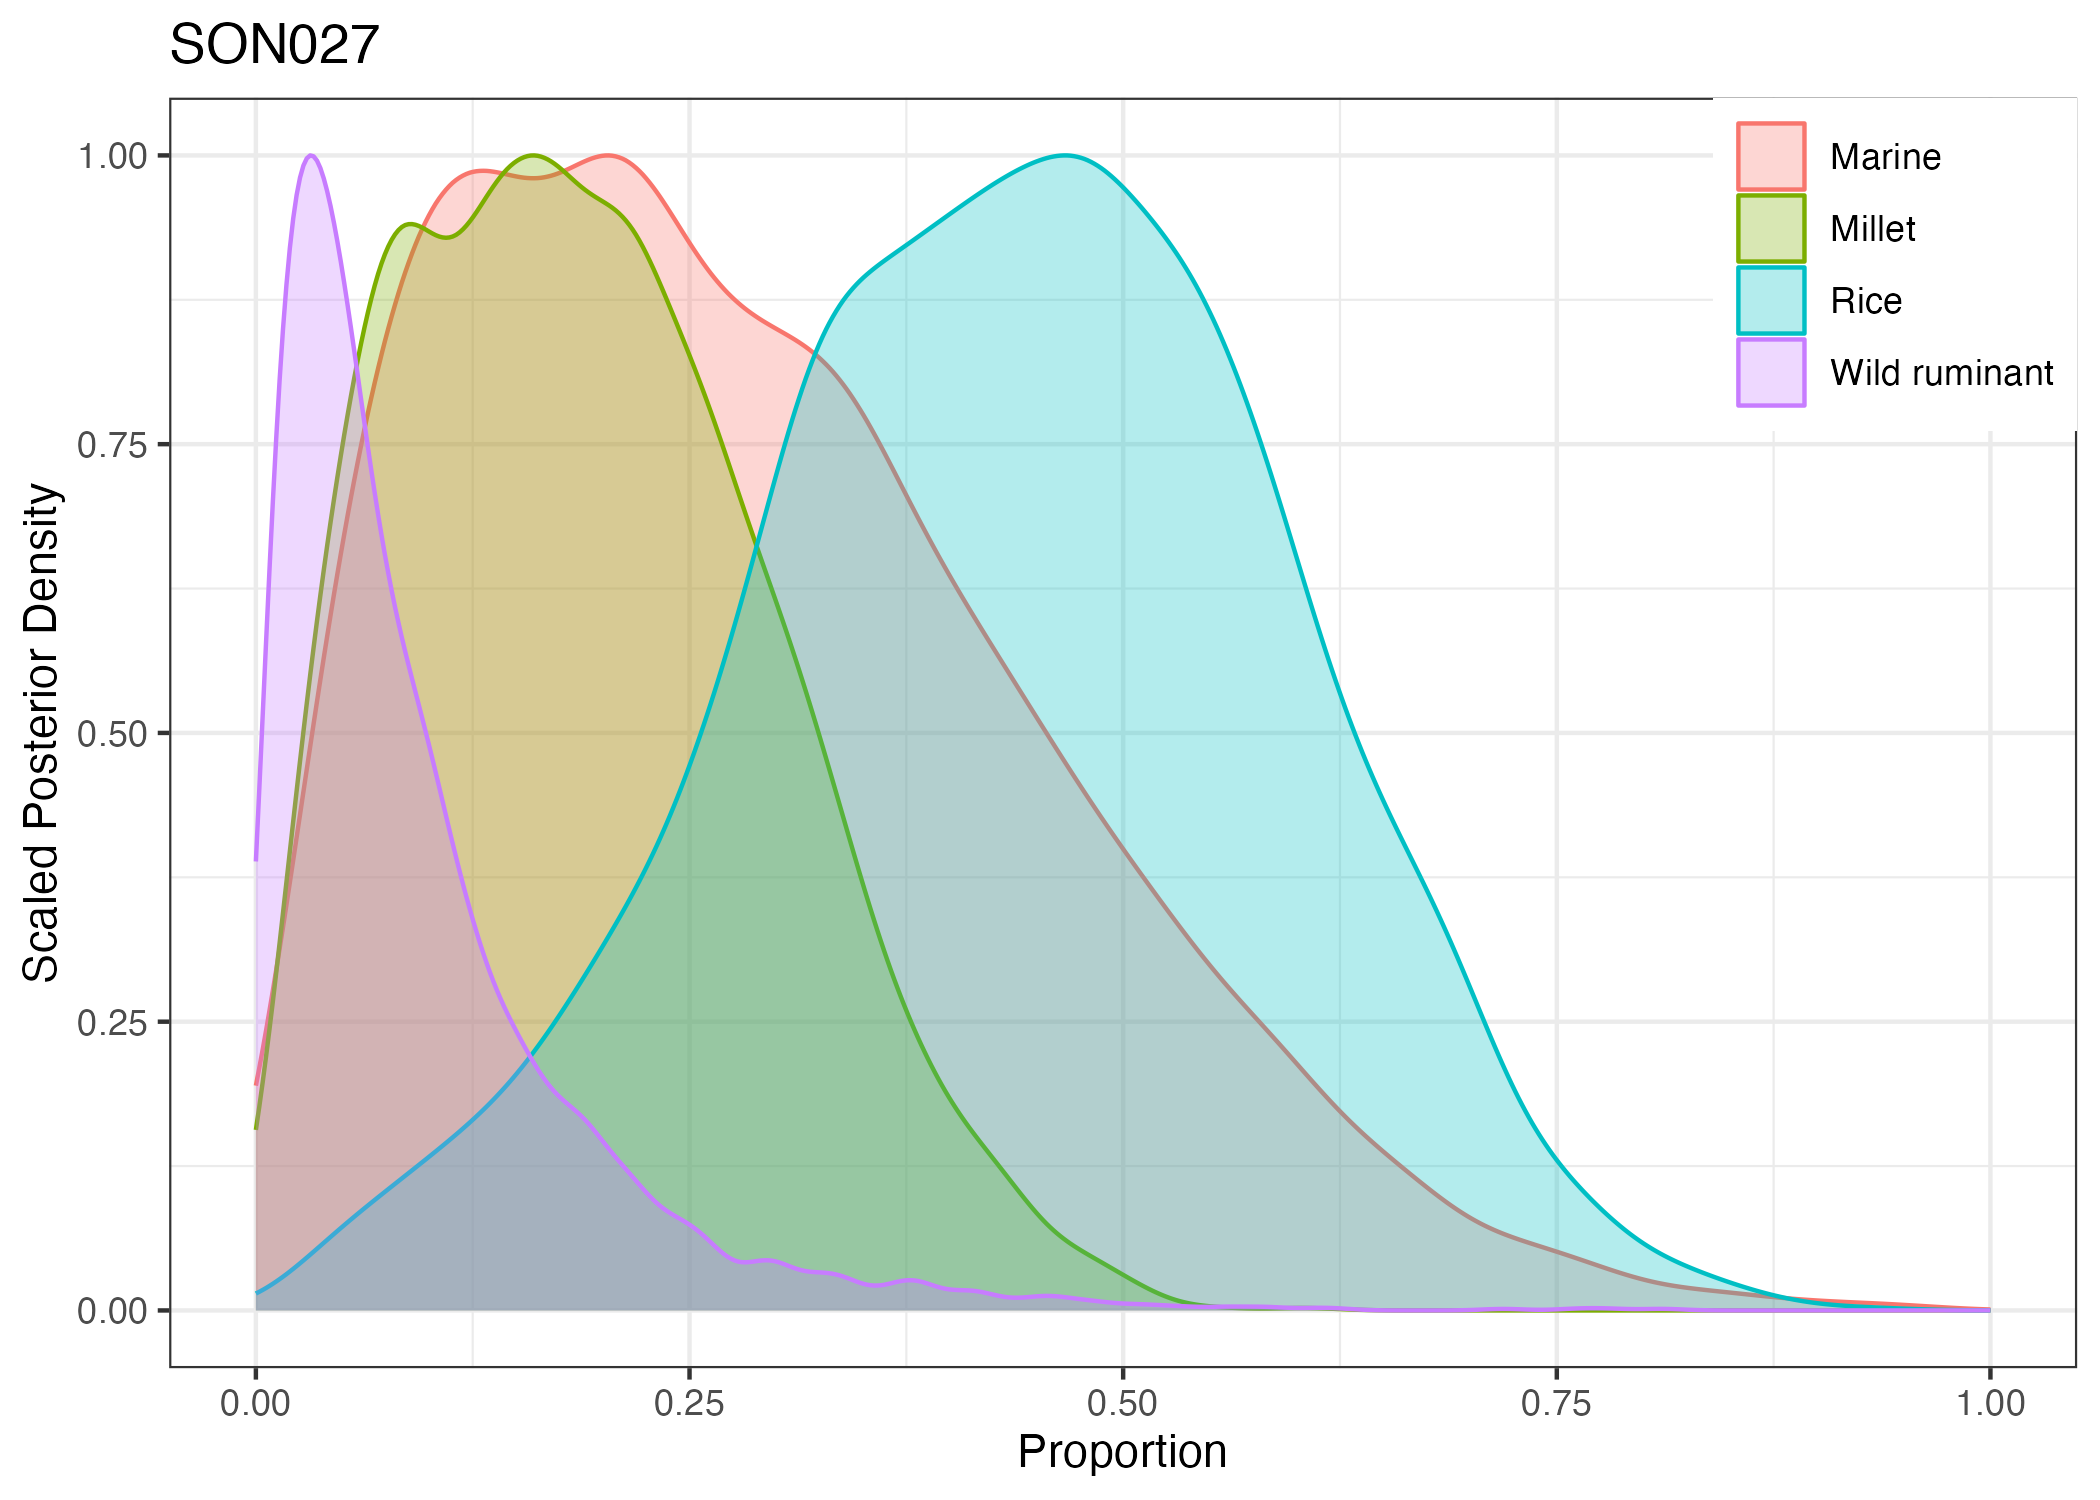 SON027
Marine
Millet
Rice
Wild ruminant
Scaled Posterior Density
1.00
0.75
0.50
0.25
0.00
0.00 0.25 0.50 0.75 1.00
Proportion